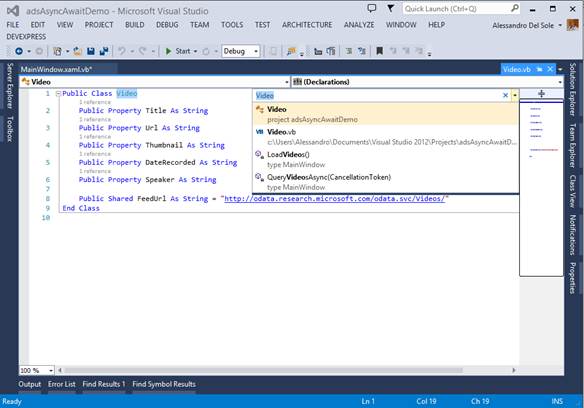 adsAsyncAwaitDemo - Microsoft Visual Studio
Quick Launch (Ctrl+Q)
FILE EDIT VIEW PROJECT BUILD DEBUG TEAM TOOLS TEST ARCHITECTURE ANALYZE WINDOW HELP
Alessandro Del Sole
DEVEXPRESS
Start Debug
Server Explorer
Toolbox
MainWindow.xaml.vb*
Video.vb
Video
(Declarations)
1 Public Class Video
1 reference
2 Public Property Title As String
1 reference
3 Public Property Url As String
1 reference
4 Public Property Thumbnail As String
1 reference
5 Public Property DateRecorded As String
1 reference
6 Public Property Speaker As String
7
1 reference
8 Public Shared FeedUrl As String = "http://odata.research.microsoft.com/odata.svc/Videos/"
9 End Class
10
Video
Video
project adsAsyncAwaitDemo
Video.vb
c:\Users\Alessandro\Documents\Visual Studio 2012\Projects\adsAsyncAwaitD...
LoadVideos()
type MainWindow
QueryVideosAsync(CancellationToken)
type MainWindow
Solution Explorer
Team Explorer
Class View
Notifications
Properties
100 %
Output Error List Find Results 1 Find Symbol Results
Ready Ln 1 Col 19 Ch 19 INS